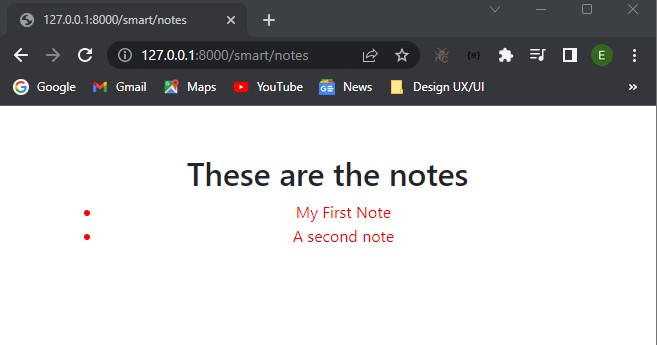 127.0.0.1:8000/smart/notes
127.0.0.1:8000/smart/notes
E
Google Gmail Maps YouTube GE News Design UX/UI »
These are the notes
• My First Note
• A second note